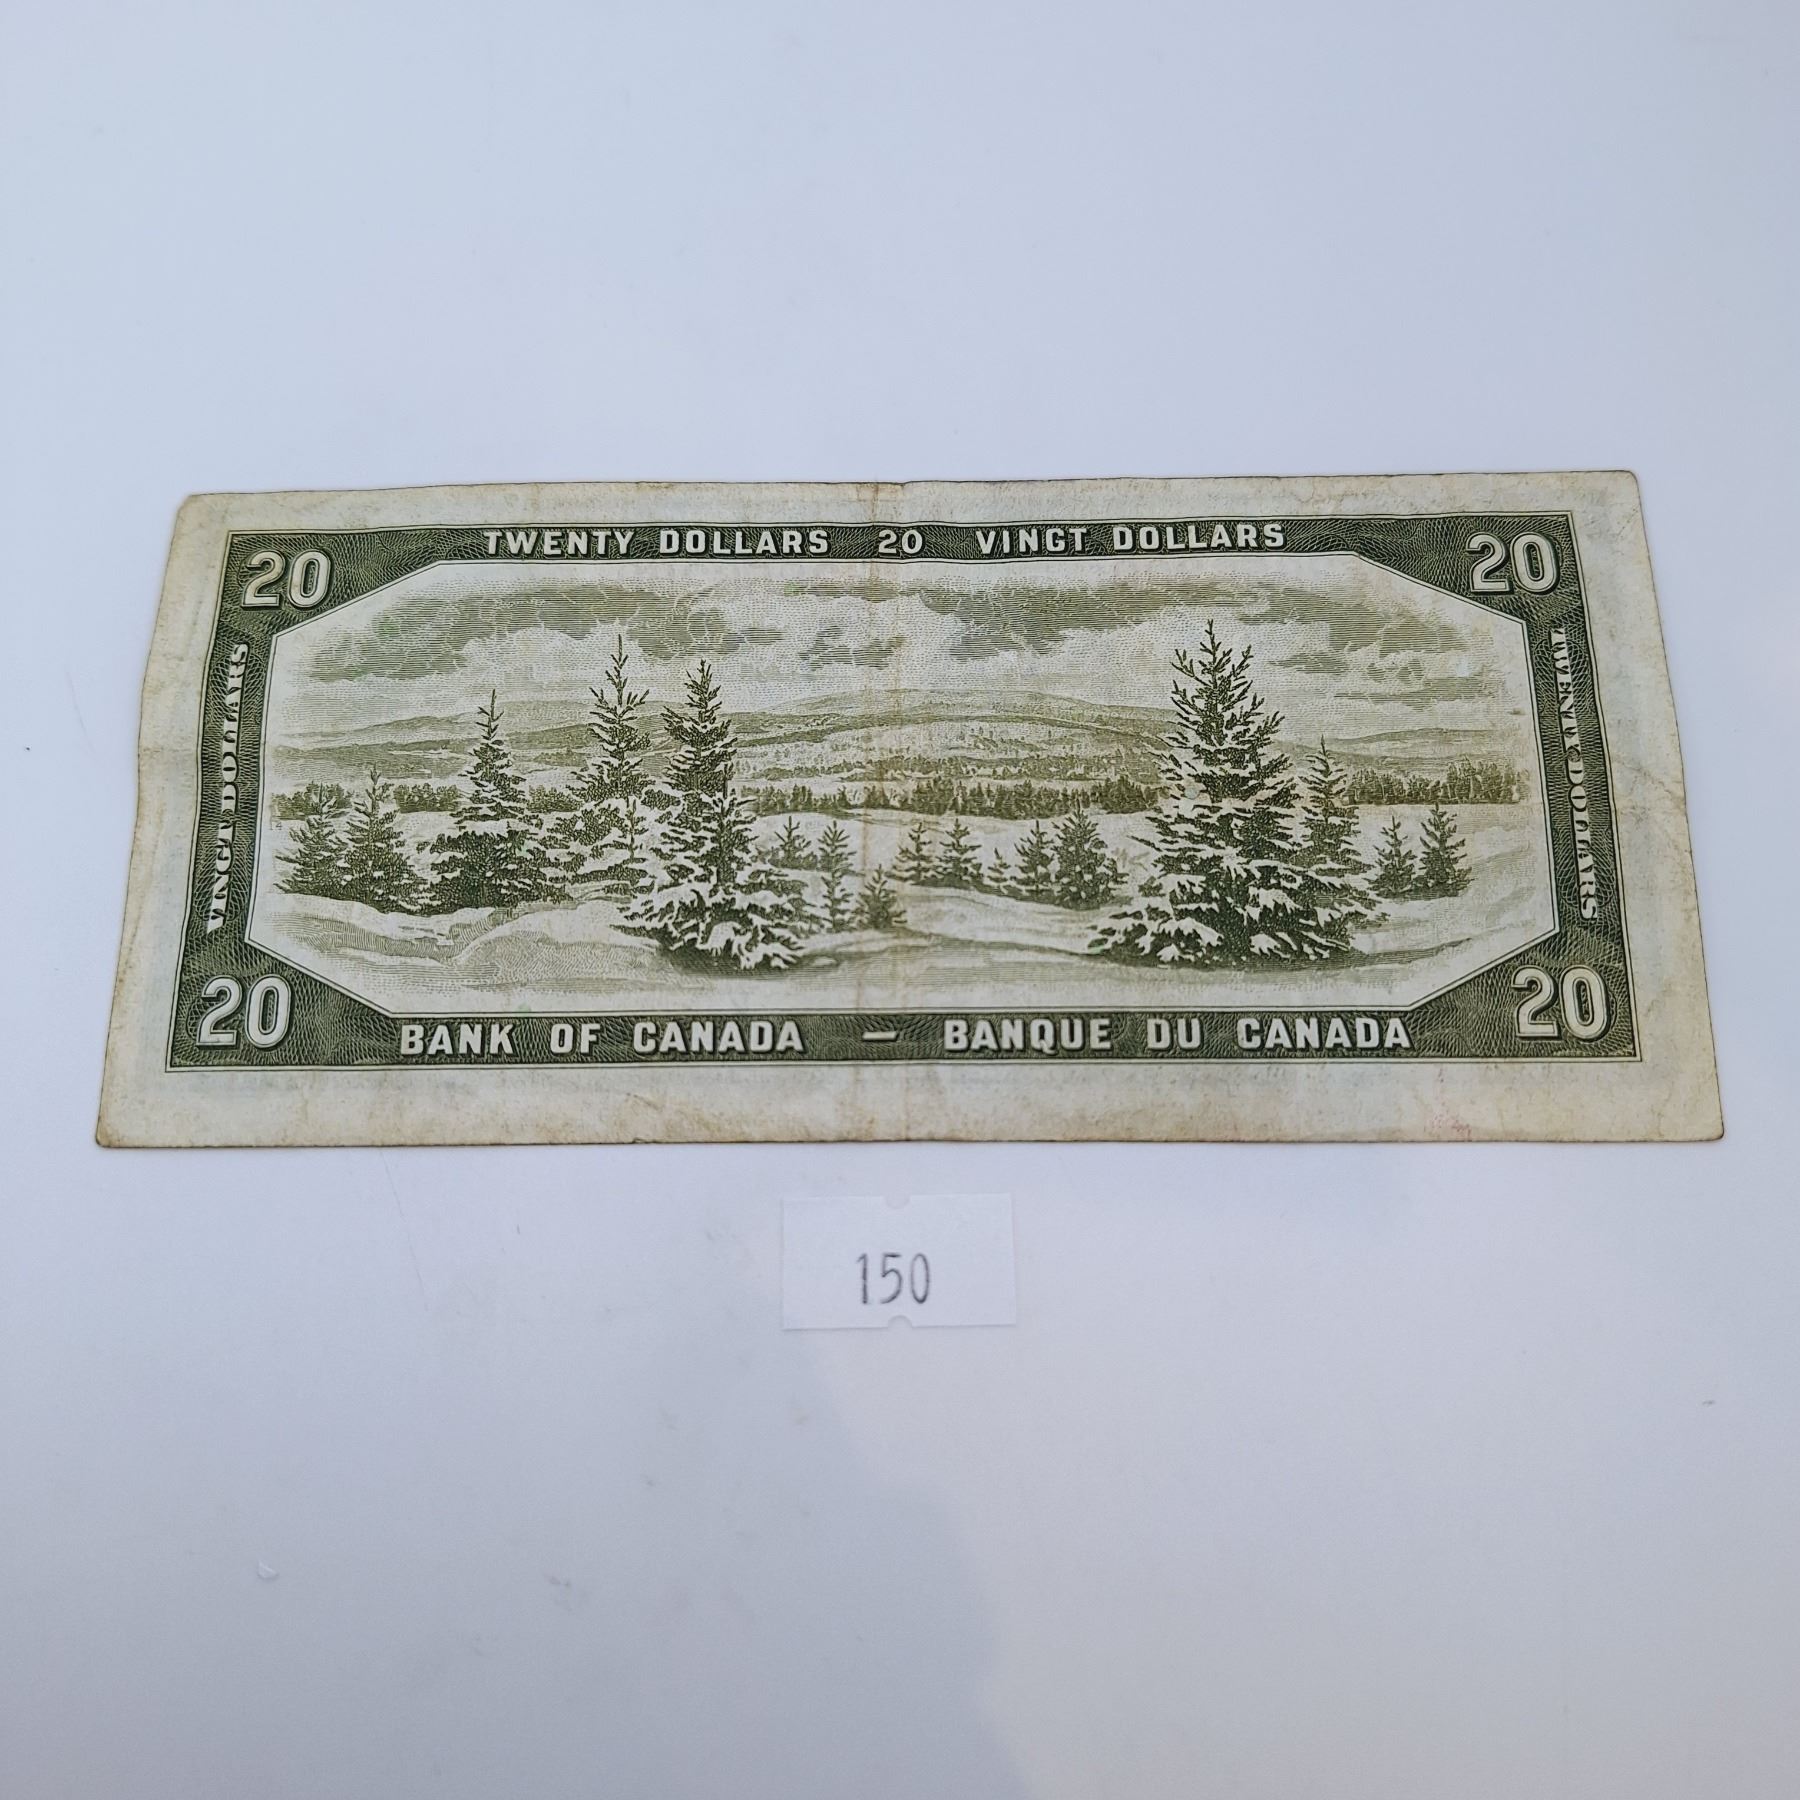 TWENTY DOLLARS 20 VINGT DOLLARS
20 20
VINGT DOLLARS
TWENTY DOLLARS
20 20
BANK OF CANADA — BANQUE DU CANADA
150